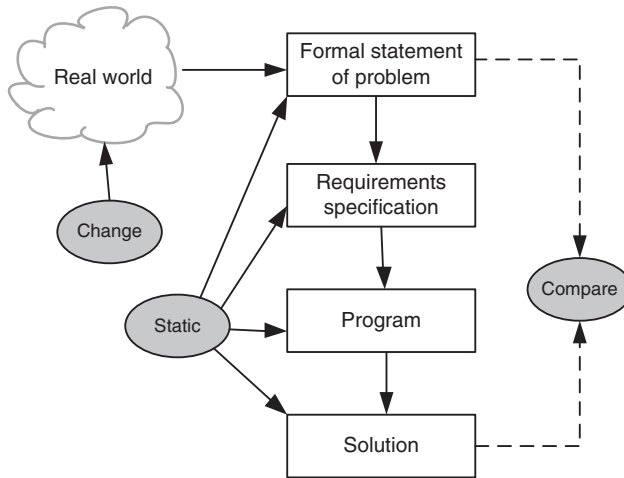 Formal statement
of problem
Real world
Requirements
specification
Change
Compare
Static
Program
Solution